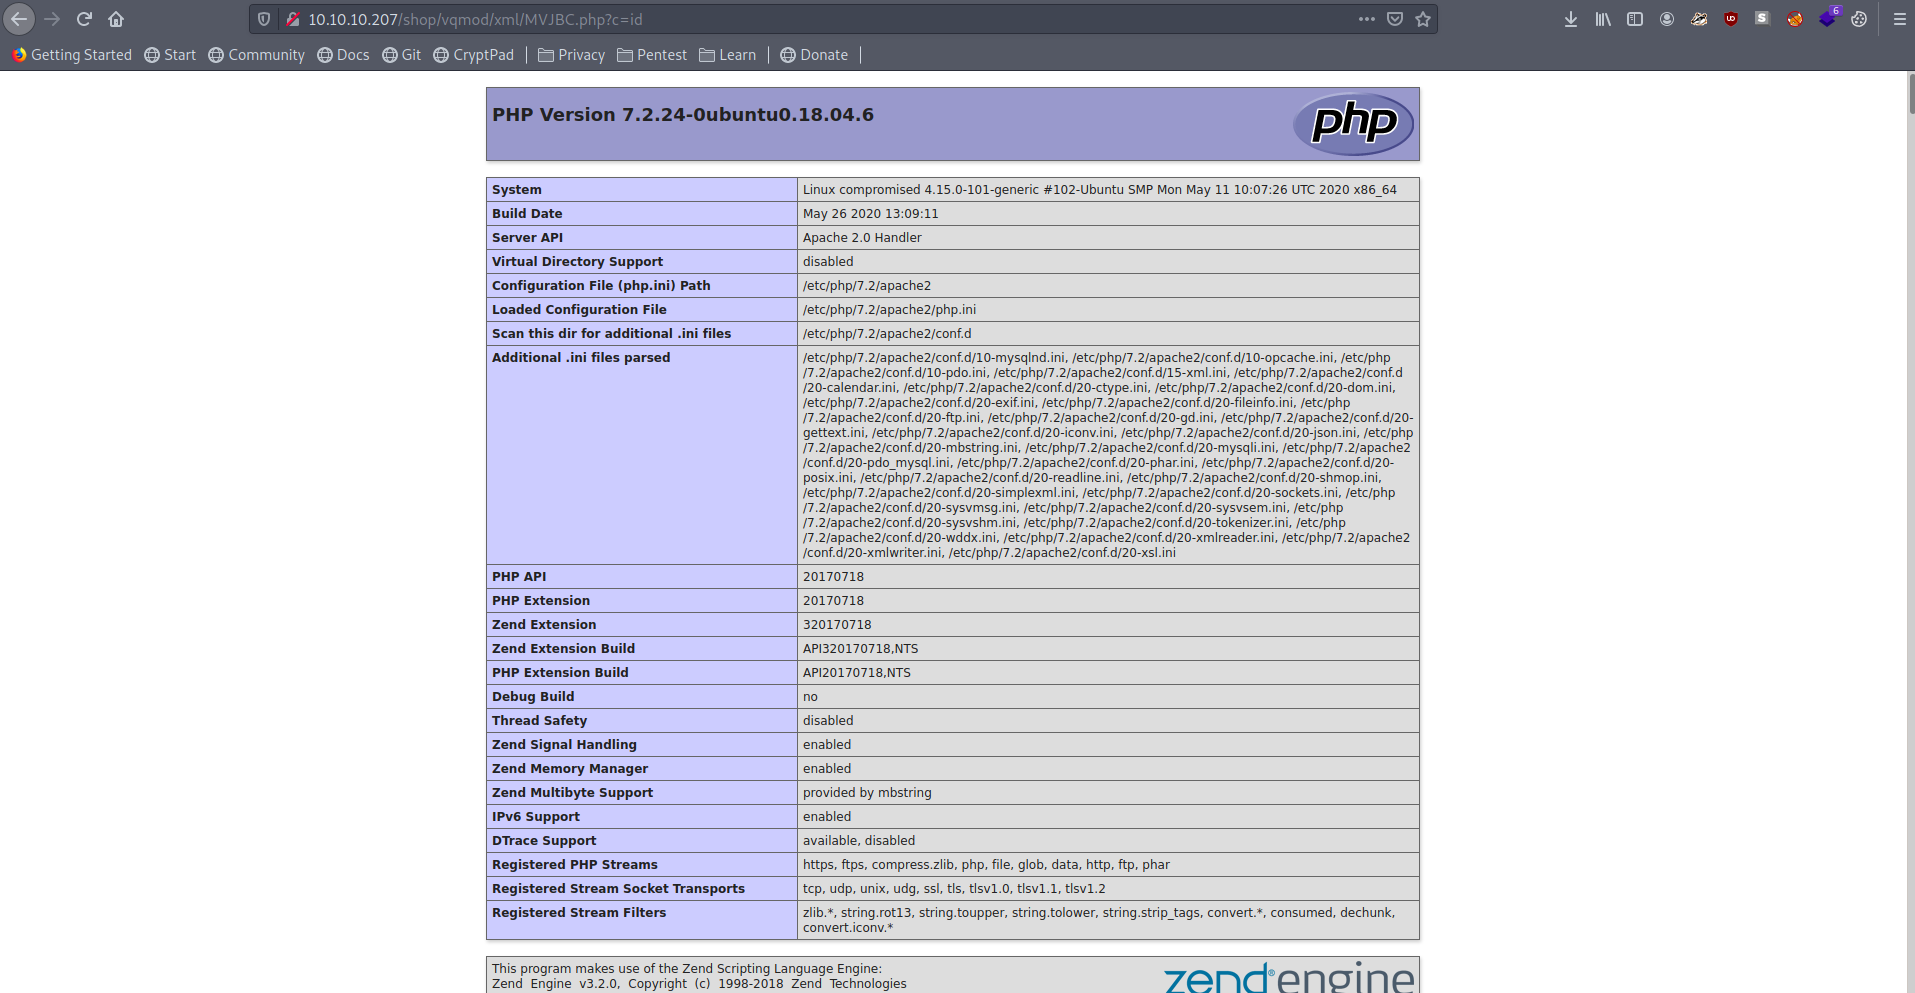 10.10.10.207/shop/vqmod/xml/MVJBC.php?c=id
6
Getting Started Start Community Docs Git CryptPad Privacy Pentest Learn Donate
PHP Version 7.2.24-0ubuntu0.18.04.6
php
System Linux compromised 4.15.0-101-generic #102-Ubuntu SMP Mon May 11 10:07:26 UTC 2020 x86_64
Build Date May 26 2020 13:09:11
Server API Apache 2.0 Handler
Virtual Directory Support disabled
Configuration File (php.ini) Path /etc/php/7.2/apache2
Loaded Configuration File /etc/php/7.2/apache2/php.ini
Scan this dir for additional .ini files /etc/php/7.2/apache2/conf.d
Additional .ini files parsed /etc/php/7.2/apache2/conf.d/10-mysqlnd.ini, /etc/php/7.2/apache2/conf.d/10-opcache.ini, /etc/php
/7.2/apache2/conf.d/10-pdo.ini, /etc/php/7.2/apache2/conf.d/15-xml.ini, /etc/php/7.2/apache2/conf.d
/20-calendar.ini, /etc/php/7.2/apache2/conf.d/20-ctype.ini, /etc/php/7.2/apache2/conf.d/20-dom.ini,
/etc/php/7.2/apache2/conf.d/20-exif.ini, /etc/php/7.2/apache2/conf.d/20-fileinfo.ini, /etc/php
/7.2/apache2/conf.d/20-ftp.ini, /etc/php/7.2/apache2/conf.d/20-gd.ini, /etc/php/7.2/apache2/conf.d/20-
gettext.ini, /etc/php/7.2/apache2/conf.d/20-iconv.ini, /etc/php/7.2/apache2/conf.d/20-json.ini, /etc/php
/7.2/apache2/conf.d/20-mbstring.ini, /etc/php/7.2/apache2/conf.d/20-mysqli.ini, /etc/php/7.2/apache2
/conf.d/20-pdo_mysql.ini, /etc/php/7.2/apache2/conf.d/20-phar.ini, /etc/php/7.2/apache2/conf.d/20-
posix.ini, /etc/php/7.2/apache2/conf.d/20-readline.ini, /etc/php/7.2/apache2/conf.d/20-shmop.ini,
/etc/php/7.2/apache2/conf.d/20-simplexml.ini, /etc/php/7.2/apache2/conf.d/20-sockets.ini, /etc/php
/7.2/apache2/conf.d/20-sysvmsg.ini, /etc/php/7.2/apache2/conf.d/20-sysvsem.ini, /etc/php
/7.2/apache2/conf.d/20-sysvshm.ini, /etc/php/7.2/apache2/conf.d/20-tokenizer.ini, /etc/php
/7.2/apache2/conf.d/20-wddx.ini, /etc/php/7.2/apache2/conf.d/20-xmlreader.ini, /etc/php/7.2/apache2
/conf.d/20-xmlwriter.ini, /etc/php/7.2/apache2/conf.d/20-xsl.ini
PHP API 20170718
PHP Extension 20170718
Zend Extension 320170718
Zend Extension Build API320170718,NTS
PHP Extension Build API20170718,NTS
Debug Build no
Thread Safety disabled
Zend Signal Handling enabled
Zend Memory Manager enabled
Zend Multibyte Support provided by mbstring
IPv6 Support enabled
DTrace Support available, disabled
Registered PHP Streams https, ftps, compress.zlib, php, file, glob, data, http, ftp, phar
Registered Stream Socket Transports tcp, udp, unix, udg, ssl, tls, tlsv1.0, tlsv1.1, tlsv1.2
Registered Stream Filters zlib.*, string.rot13, string.toupper, string.tolower, string.strip_tags, convert.*, consumed, dechunk,
convert.iconv.*
This program makes use of the Zend Scripting Language Engine:
Zend Engine v3.2.0, Copyright (c) 1998-2018 Zend Technologies
zend® engine